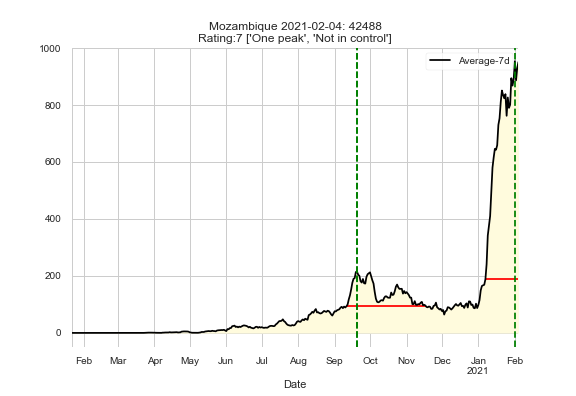 Mozambique 2021-02-04: 42488
Rating:7 ['One peak', 'Not in control']
Average-7d
1000
800
600
400
200
0
Feb Mar Apr May Jun Jul Aug Sep Oct Nov Dec Jan Feb
2021
Date